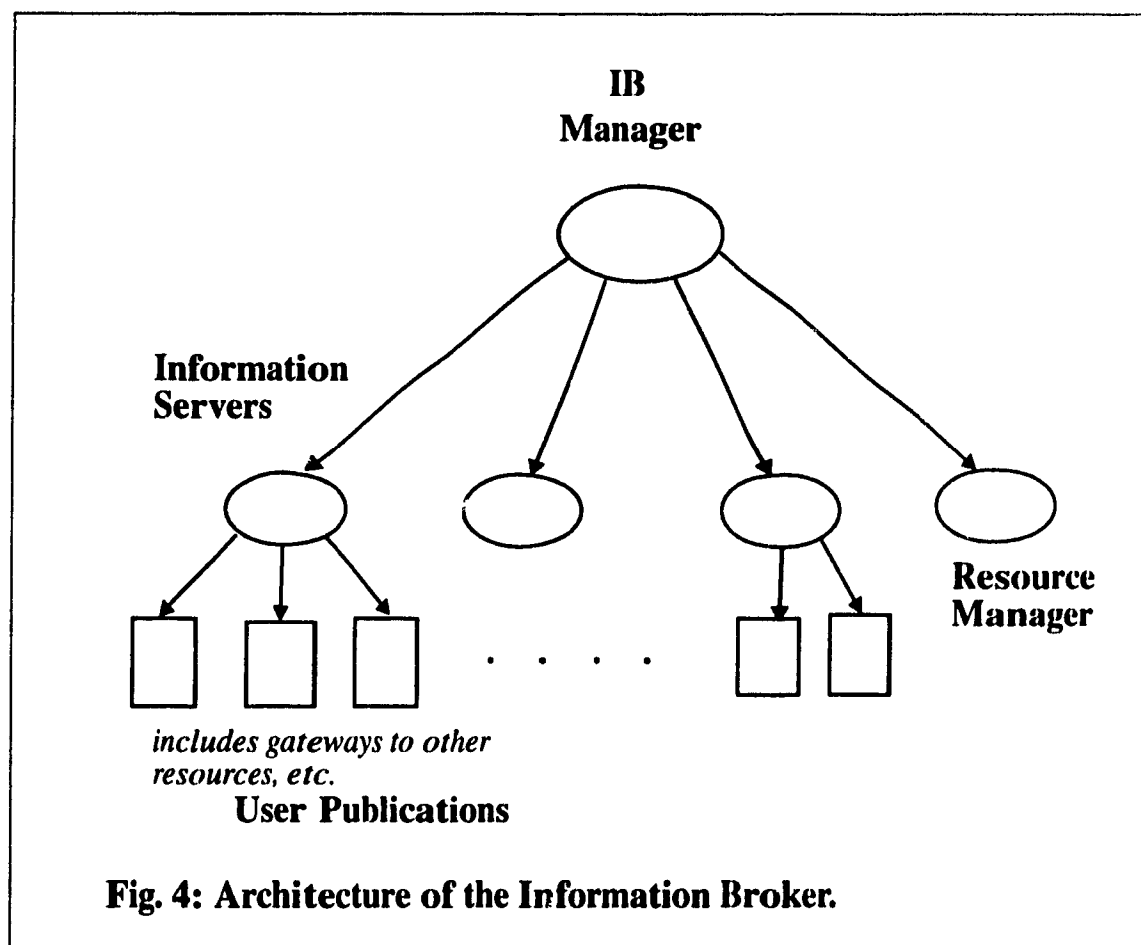 IB
Manager
Information
Servers
Resource
Manager
includes gateways to other
resources, etc.
User Publications
Fig. 4: Architecture of the Information Broker.